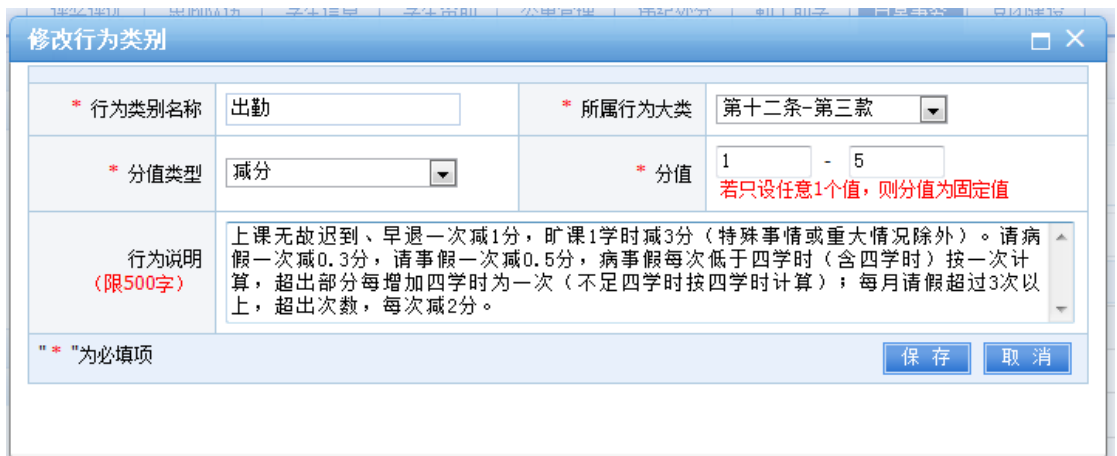 修改行为类别
* 行为类别名称 出勤 * 所属行为大类 第十二条-第三款
* 分值类型 减分 * 分值 1 - 5
若只设任意1个值，则分值为固定值
行为说明
（限500字）
上课无故迟到、早退一次减1分，旷课1学时减3分（特殊事情或重大情况除外）。请病
假一次减0.3分，请事假一次减0.5分，病事假每次低于四学时（含四学时）按一次计
算，超出部分每增加四学时为一次（不足四学时按四学时计算）；每月请假超过3次以
上，超出次数，每次减2分。
" * "为必填项 保 存 取 消